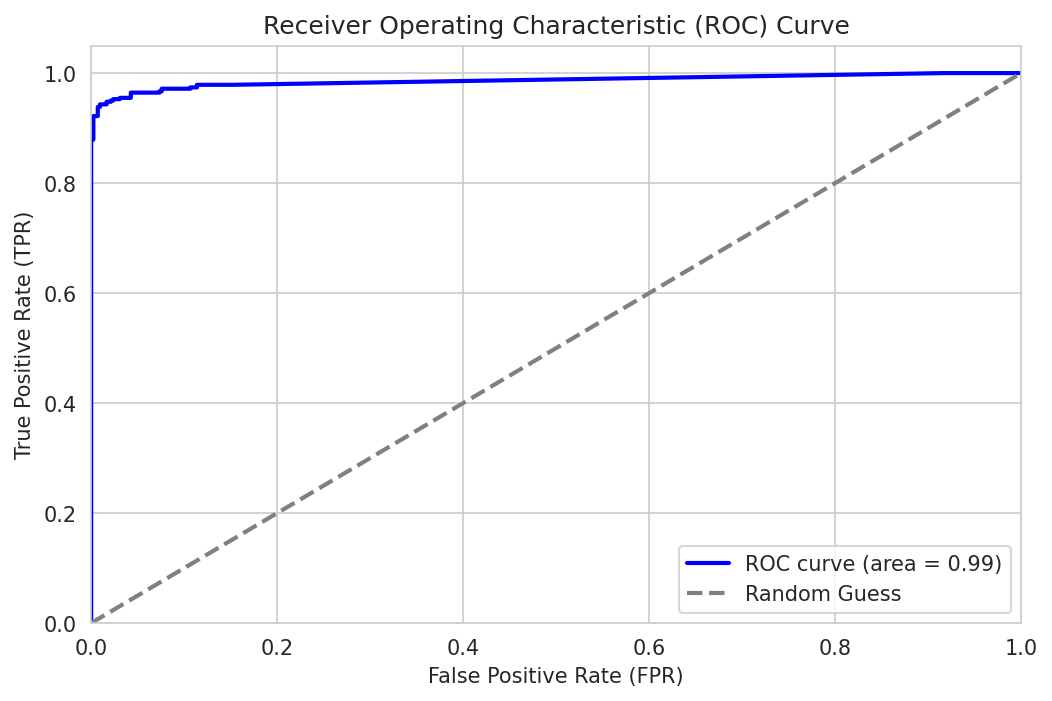 Receiver Operating Characteristic (ROC) Curve
True Positive Rate (TPR)
1.0
0.8
0.6
0.4
0.2
0.0
ROC curve (area = 0.99)
Random Guess
0.0 0.2 0.4 0.6 0.8 1.0
False Positive Rate (FPR)